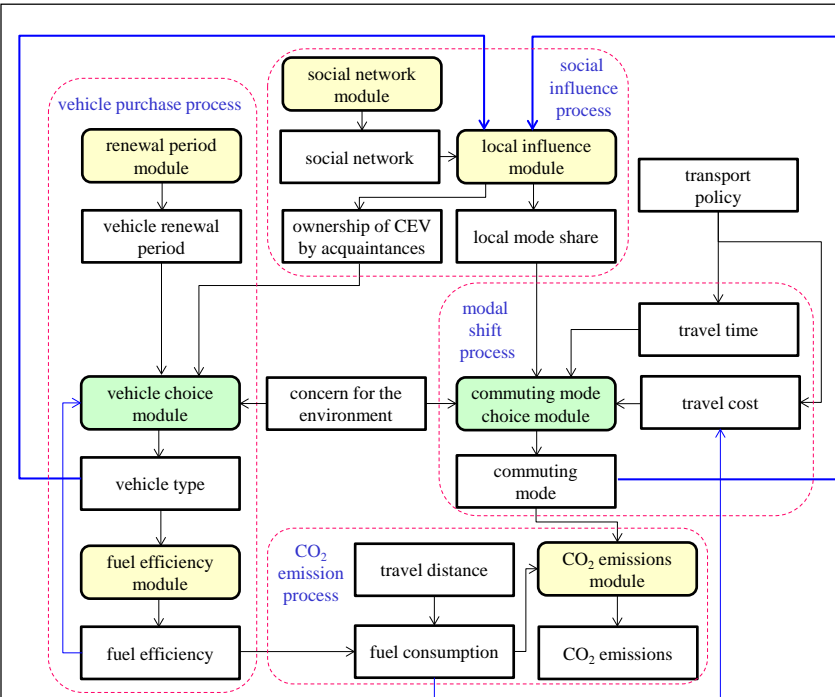 social network
module
social
influence
process
vehicle purchase process
renewal period
module
social network
local influence
module
transport
policy
vehicle renewal
period
ownership of CEV
by acquaintances
local mode share
modal
shift
process
travel time
vehicle choice
module
concern for the
environment
commuting mode
choice module
travel cost
vehicle type
commuting
mode
fuel efficiency
module
CO₂
emission
process
travel distance
CO₂ emissions
module
fuel efficiency
fuel consumption
CO₂ emissions